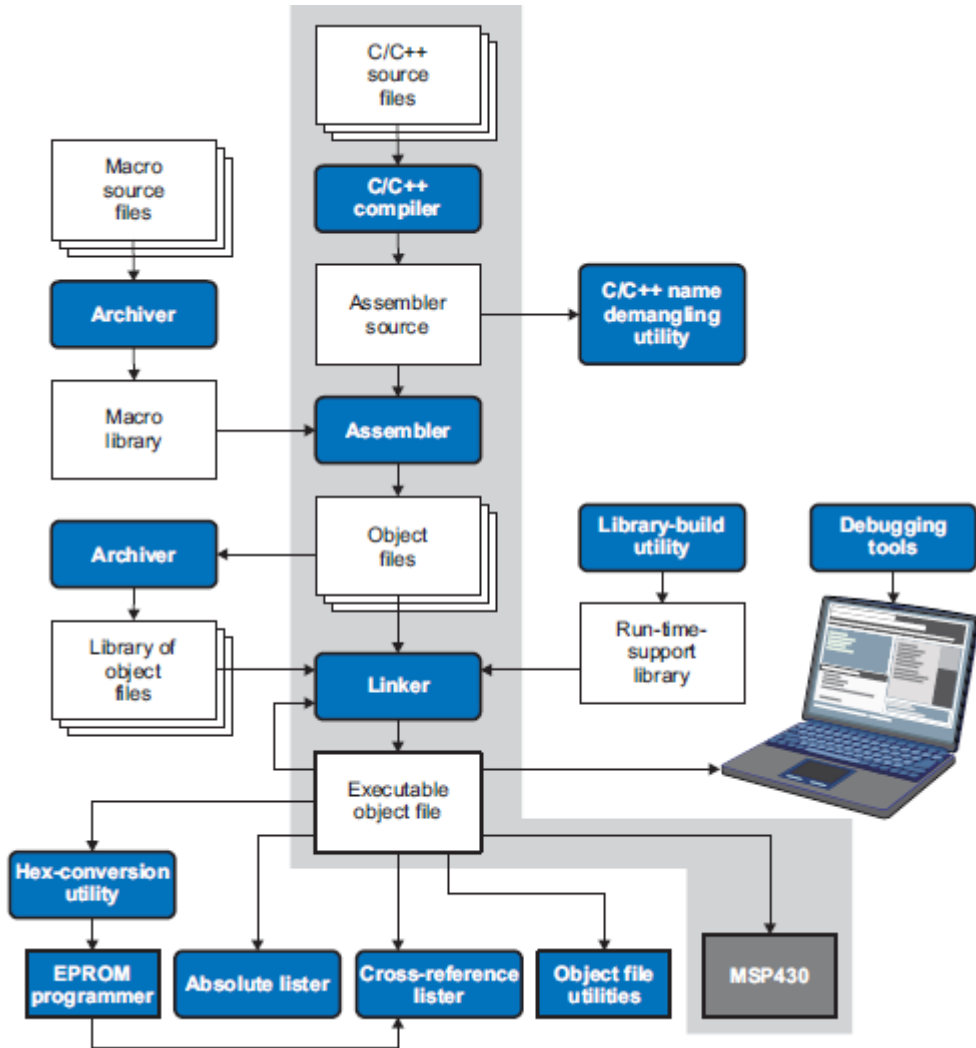 C/C++
source
files
Macro
source
files
C/C++
compiler
Archiver
Assembler
source
C/C++ name
demangling
utility
Macro
library
Assembler
Archiver
Object
files
Library-build
utility
Debugging
tools
Library of
object
files
Linker
Run-time-
support
library
Executable
object file
Hex-conversion
utility
EPROM
programmer
Absolute lister
Cross-reference
lister
Object file
utilities
MSP430